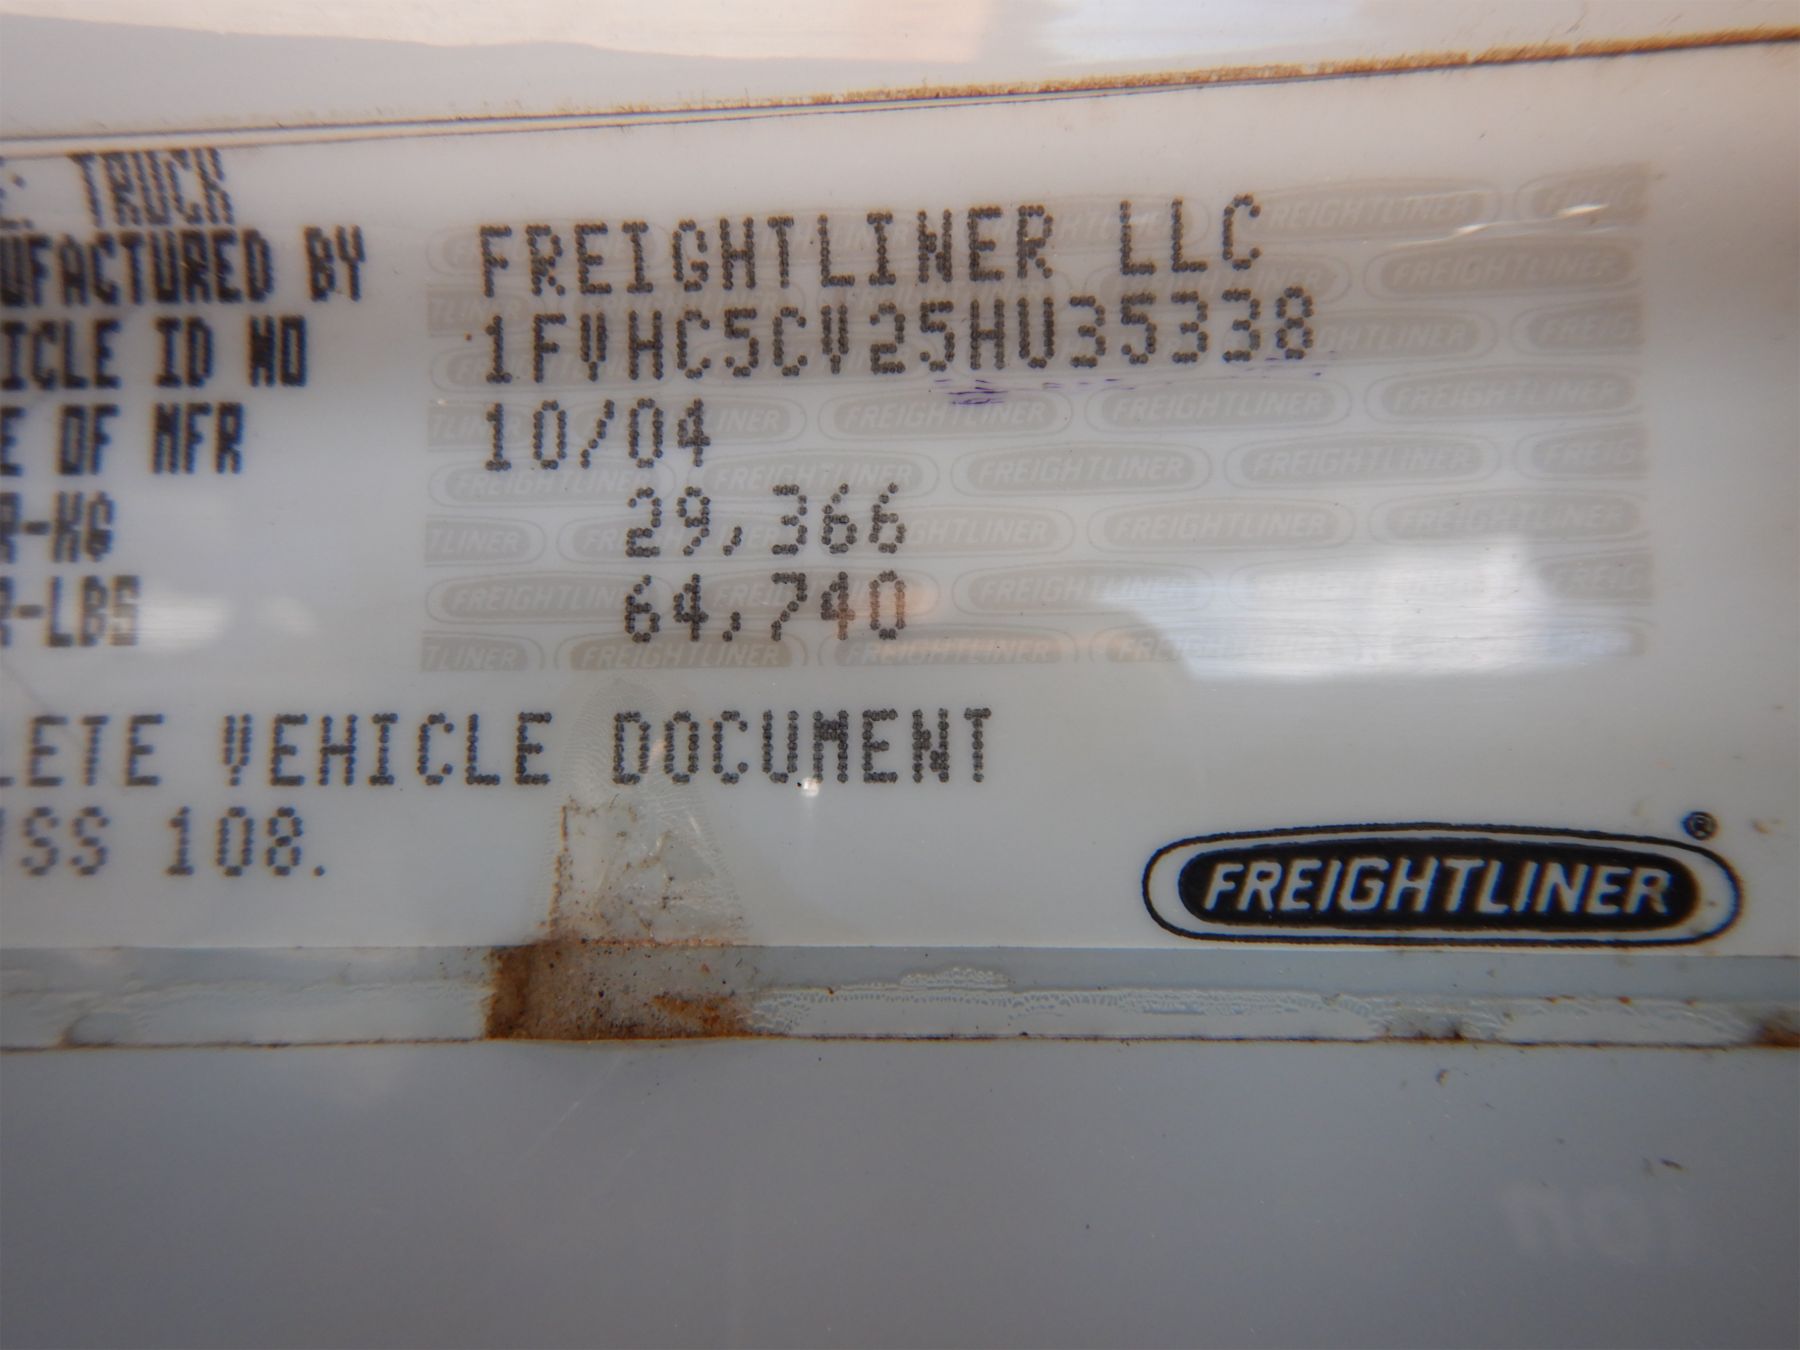 E: TRUCK
UFACTURED BY FREIGHTLINER LLC
ICLE ID NO 1FVHC5CV25HU35338
E OF MFR 10/04
R-KG 29,366
R-LBS 64,740
LETE VEHICLE DOCUMENT
VSS 108.
FREIGHTLINER®